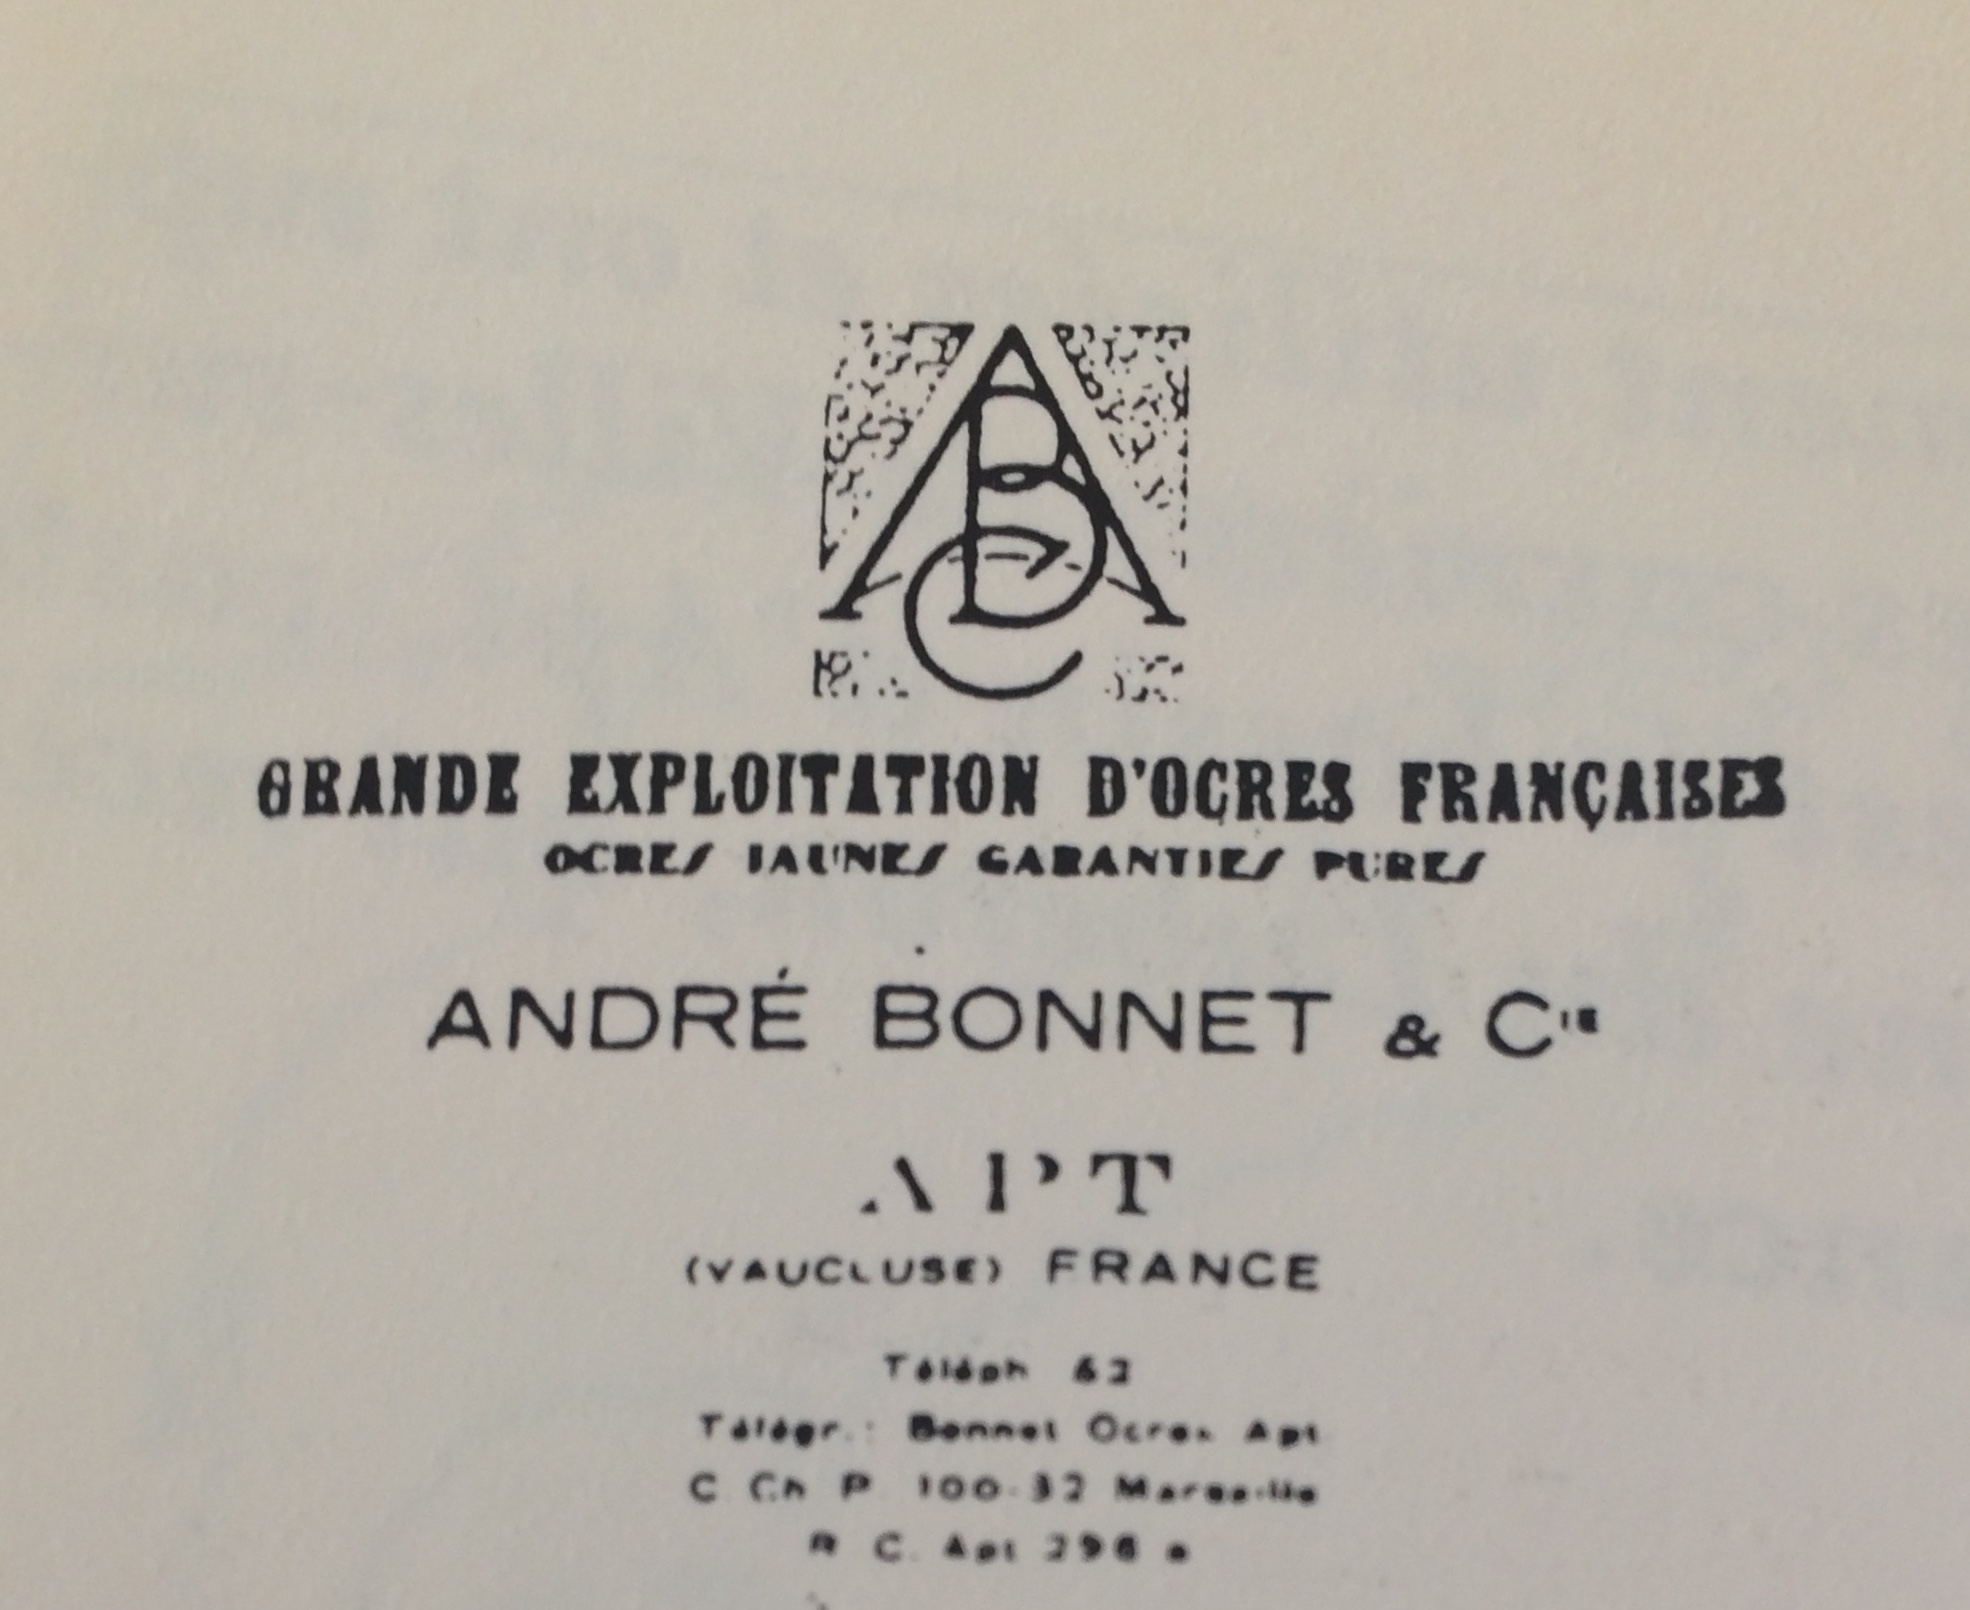 ABC
GRANDE EXPLOITATION D'OCRES FRANÇAISES
OCRES JAUNES GARANTIES PURES
ANDRÉ BONNET & Cie
APT
(VAUCLUSE) FRANCE
Téléph 62
Télégr.: Bonnet Ocres Apt
C Ch P 100-32 Marseille
R C. Apt 296 a